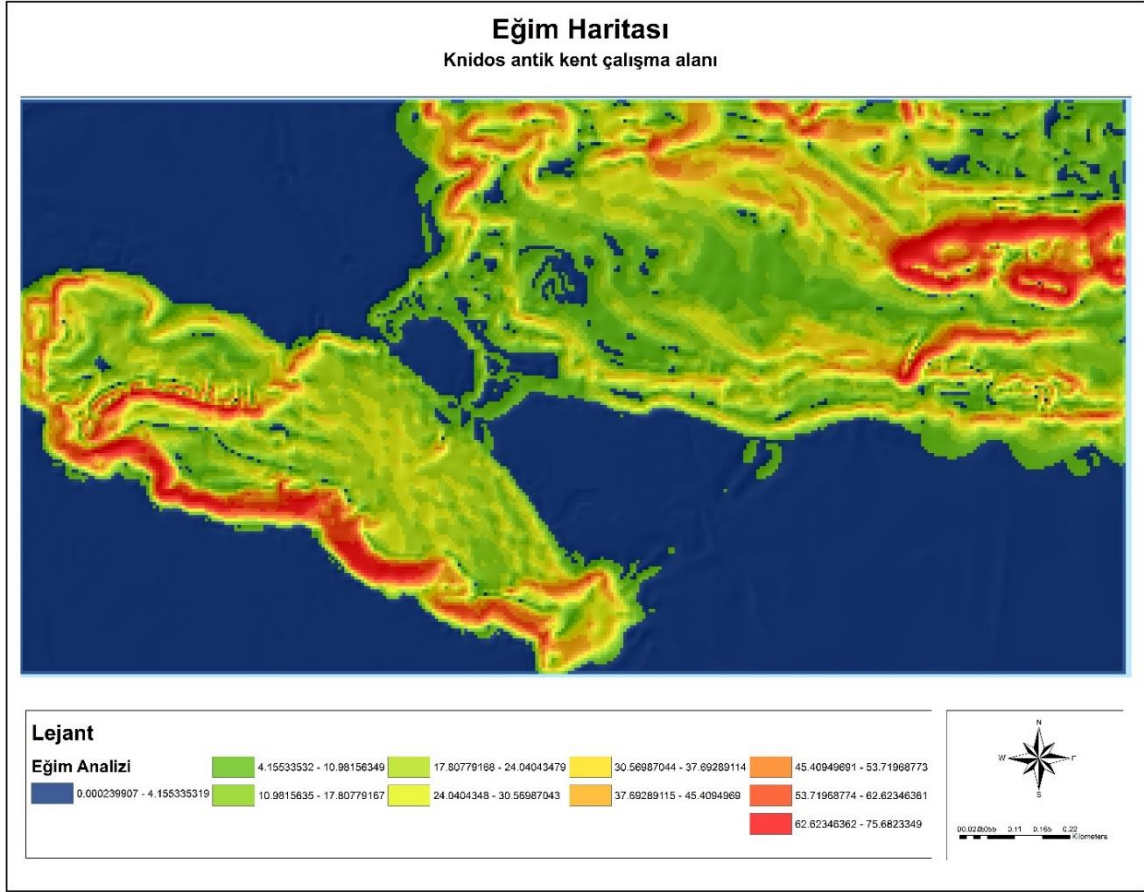 Eğim Haritası
Knidos antik kent çalışma alanı
Lejant
Eğim Analizi
0.000239907 - 4.155335319
4.15533532 - 10.98156349
10.9815635 - 17.80779167
17.80779168 - 24.04043479
24.0404348 - 30.56987043
30.56987044 - 37.69289114
37.69289115 - 45.4094969
45.40949691 - 53.71968773
53.71968774 - 62.62346361
62.62346362 - 75.6823349
N
W
S
0.11 0.165 0.22
Kilometers